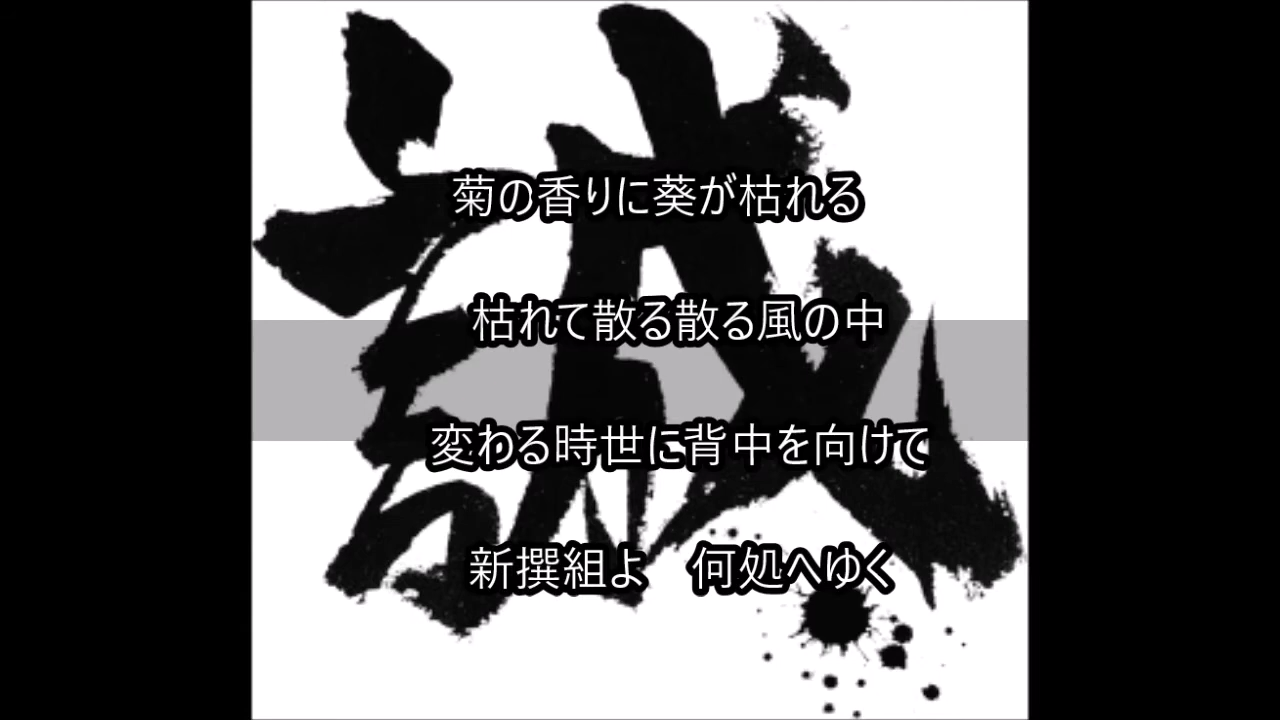 誠
菊の香りに葵が枯れる
枯れて散る散る風の中
変わる時世に背中を向けて
新撰組よ　何処へゆく